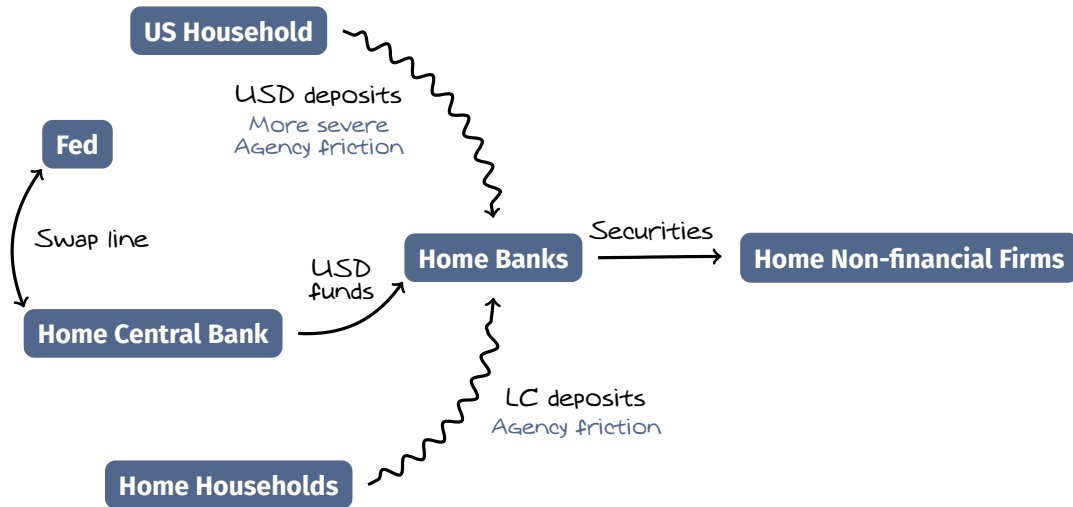 US Household
USD deposits
More severe
Agency friction
Fed
Swap line
USD
funds
Home Banks
Securities
Home Non-financial Firms
Home Central Bank
LC deposits
Agency friction
Home Households